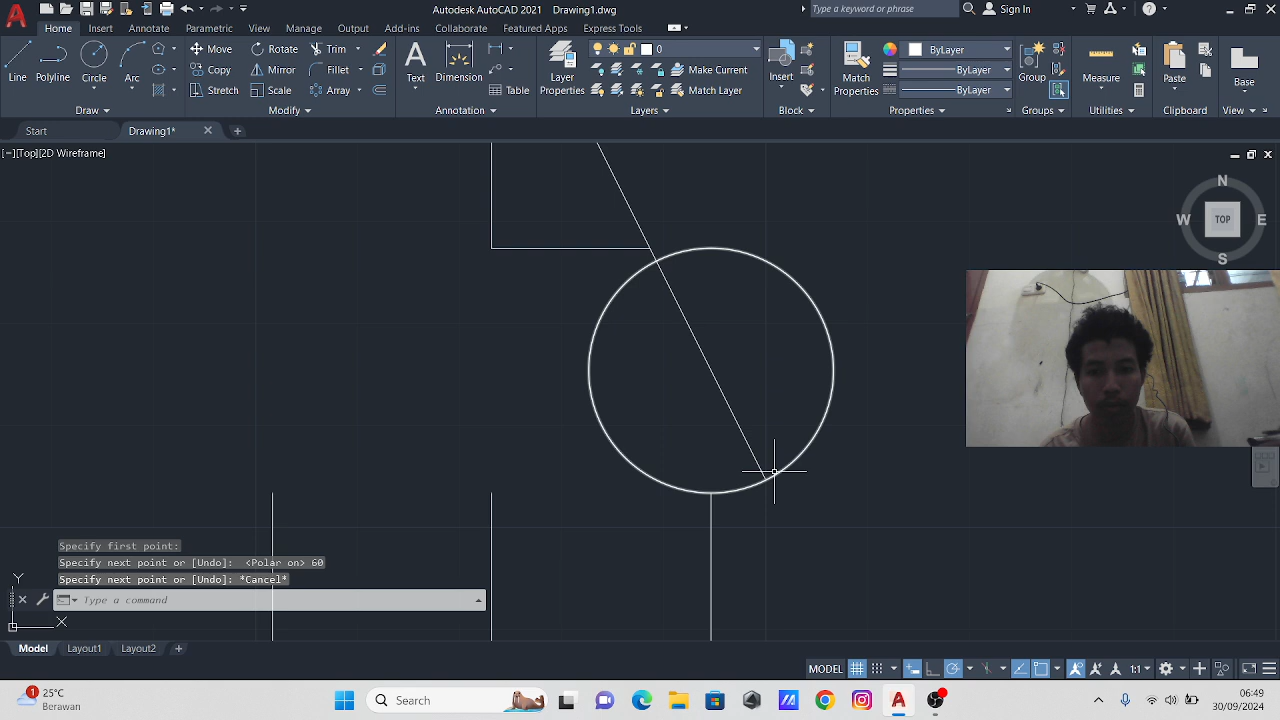 Autodesk AutoCAD 2021 Drawing1.dwg
Type a keyword or phrase
Sign In
Home Insert Annotate Parametric View Manage Output Add-ins Collaborate Express Tools Featured Apps
Line Polyline Circle Arc
Move Rotate Trim
Copy Mirror Fillet
Stretch Scale Array
Text Dimension Table
Layer Properties
0
Make Current
Match Layer
Insert
Match Properties
ByLayer
ByLayer
ByLayer
Group
Measure
Paste
Base
Draw Modify Annotation Layers Block Properties Groups Utilities Clipboard View
Start Drawing1*
[−][Top][2D Wireframe]
N
W TOP E
S
Specify first point:
Specify next point or [Undo]: <Polar on> 60
Specify next point or [Undo]: *Cancel*
Type a command
Y
X
Model Layout1 Layout2
MODEL 1:1
25°C
Berawan
1
Search
06:49
30/09/2024